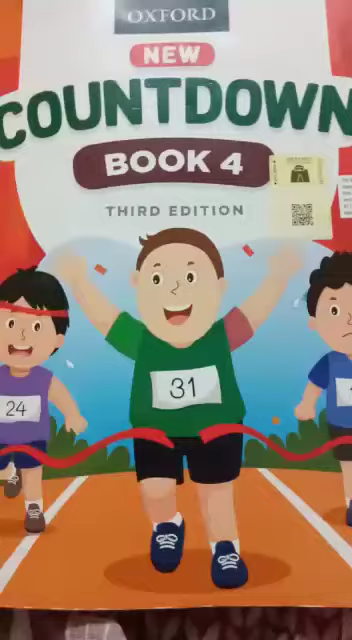 OXFORD
NEW
COUNTDOWN
BOOK 4
THIRD EDITION
31
24